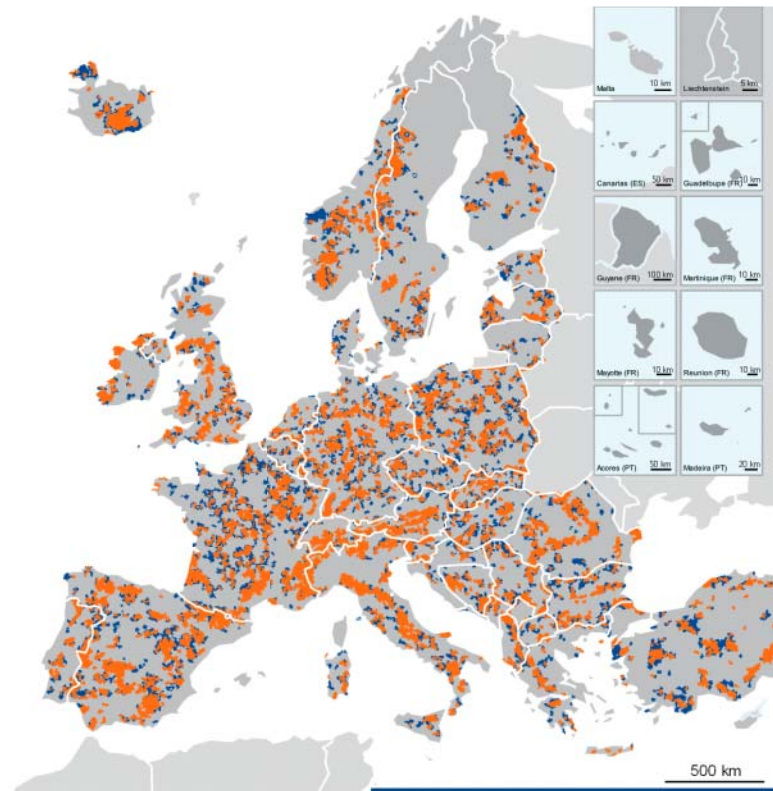 Malta
10 km
Liechtenstein
5 km
Canarias (ES)
50 km
Guadeloupe (FR)
10 km
Guyane (FR)
100 km
Martinique (FR)
10 km
Mayotte (FR)
10 km
Reunion (FR)
10 km
Acores (PT)
50 km
Madeira (PT)
20 km
500 km